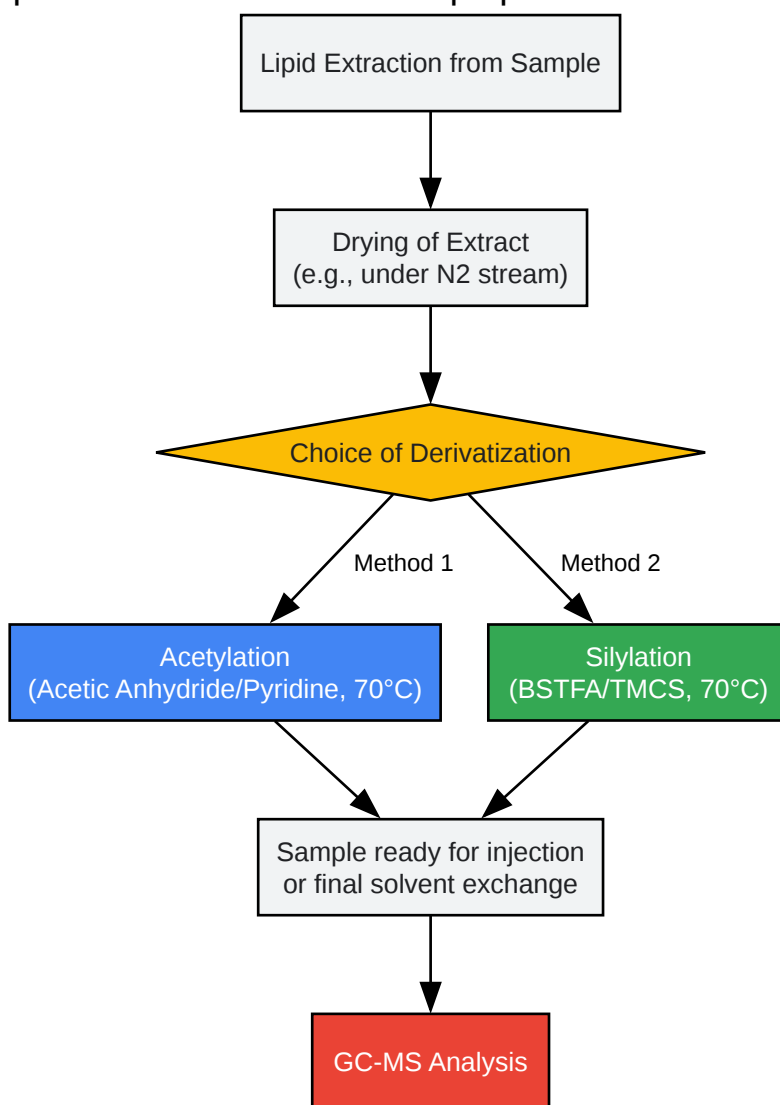 Lipid Extraction from Sample
Drying of Extract
(e.g., under N2 stream)
Choice of Derivatization
Method 1
Method 2
Acetylation
(Acetic Anhydride/Pyridine, 70°C)
Silylation
(BSTFA/TMCS, 70°C)
Sample ready for injection
or final solvent exchange
GC-MS Analysis